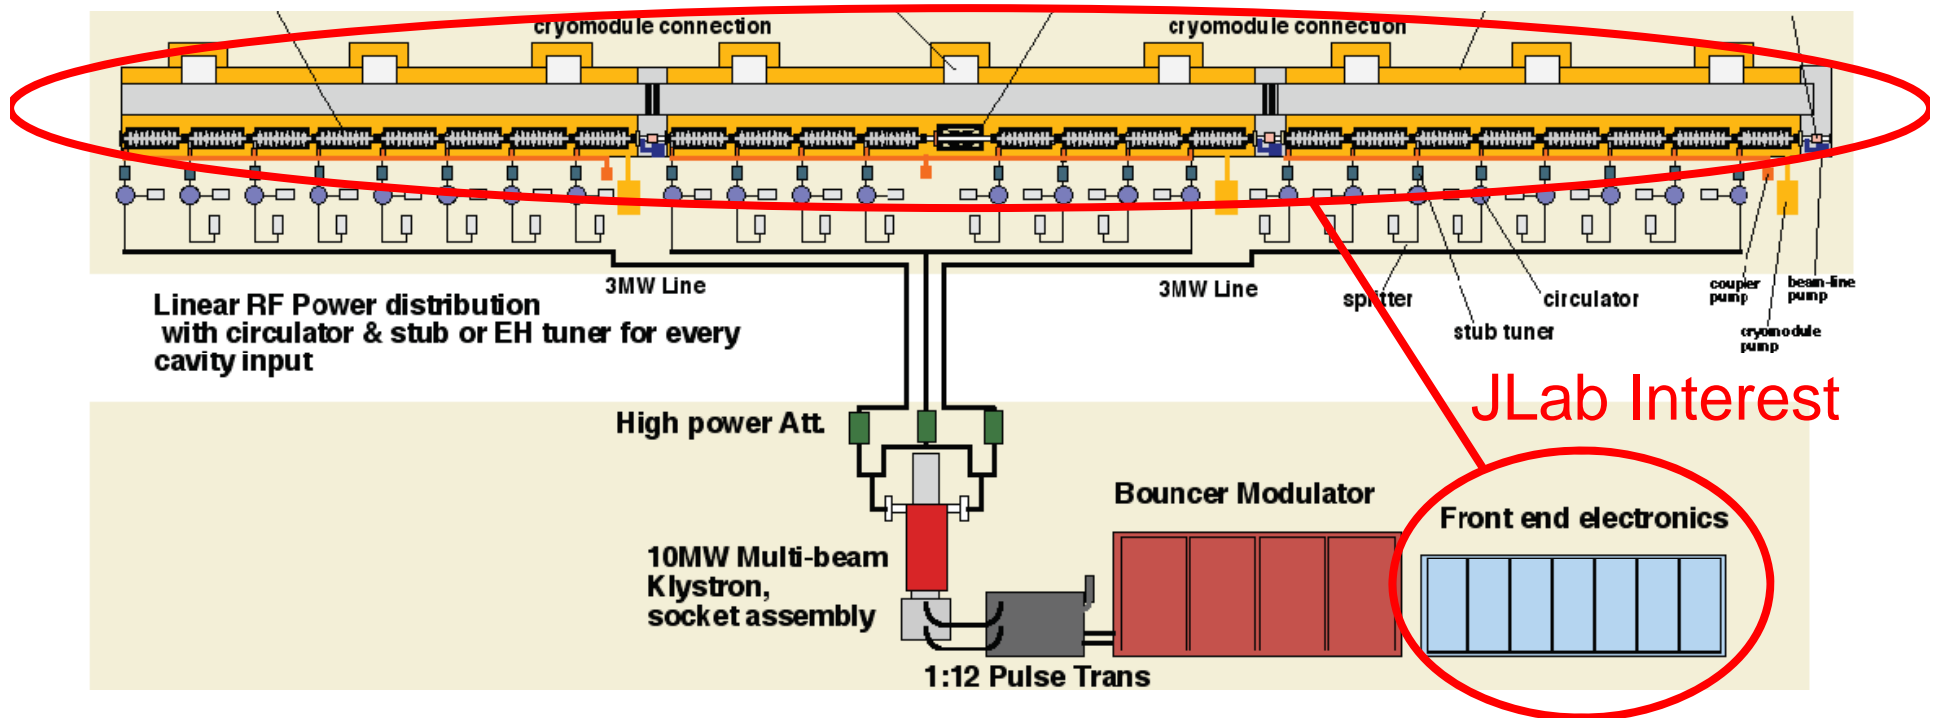 cryomodule connection
cryomodule connection
3MW Line
3MW Line
splitter
circulator
stub tuner
coupler
pump
beam-line
pump
cryomodule
pump
Linear RF Power distribution
with circulator & stub or EH tuner for every
cavity input
JLab Interest
High power Att.
Bouncer Modulator
Front end electronics
10MW Multi-beam
Klystron,
socket assembly
1:12 Pulse Trans